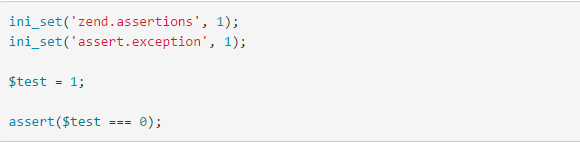 ini_set('zend.assertions', 1);
ini_set('assert.exception', 1);
$test = 1;
assert($test === 0);